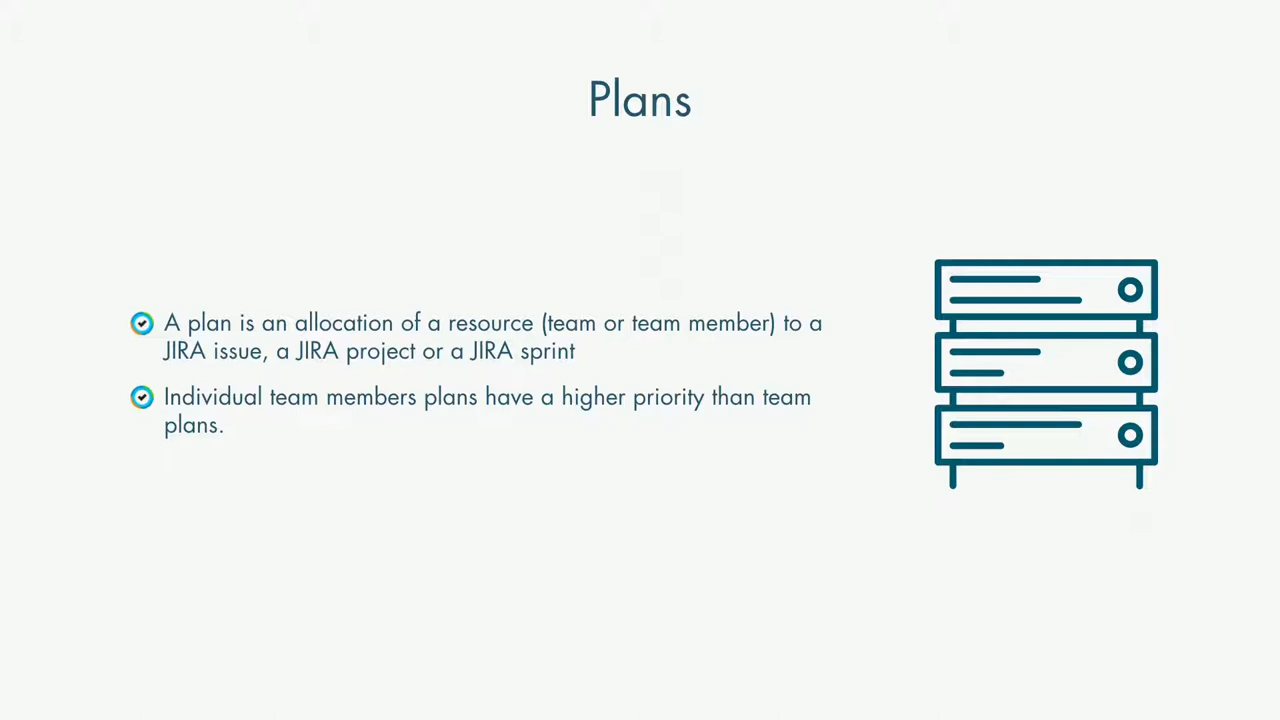 Plans
A plan is an allocation of a resource (team or team member) to a
JIRA issue, a JIRA project or a JIRA sprint
Individual team members plans have a higher priority than team
plans.